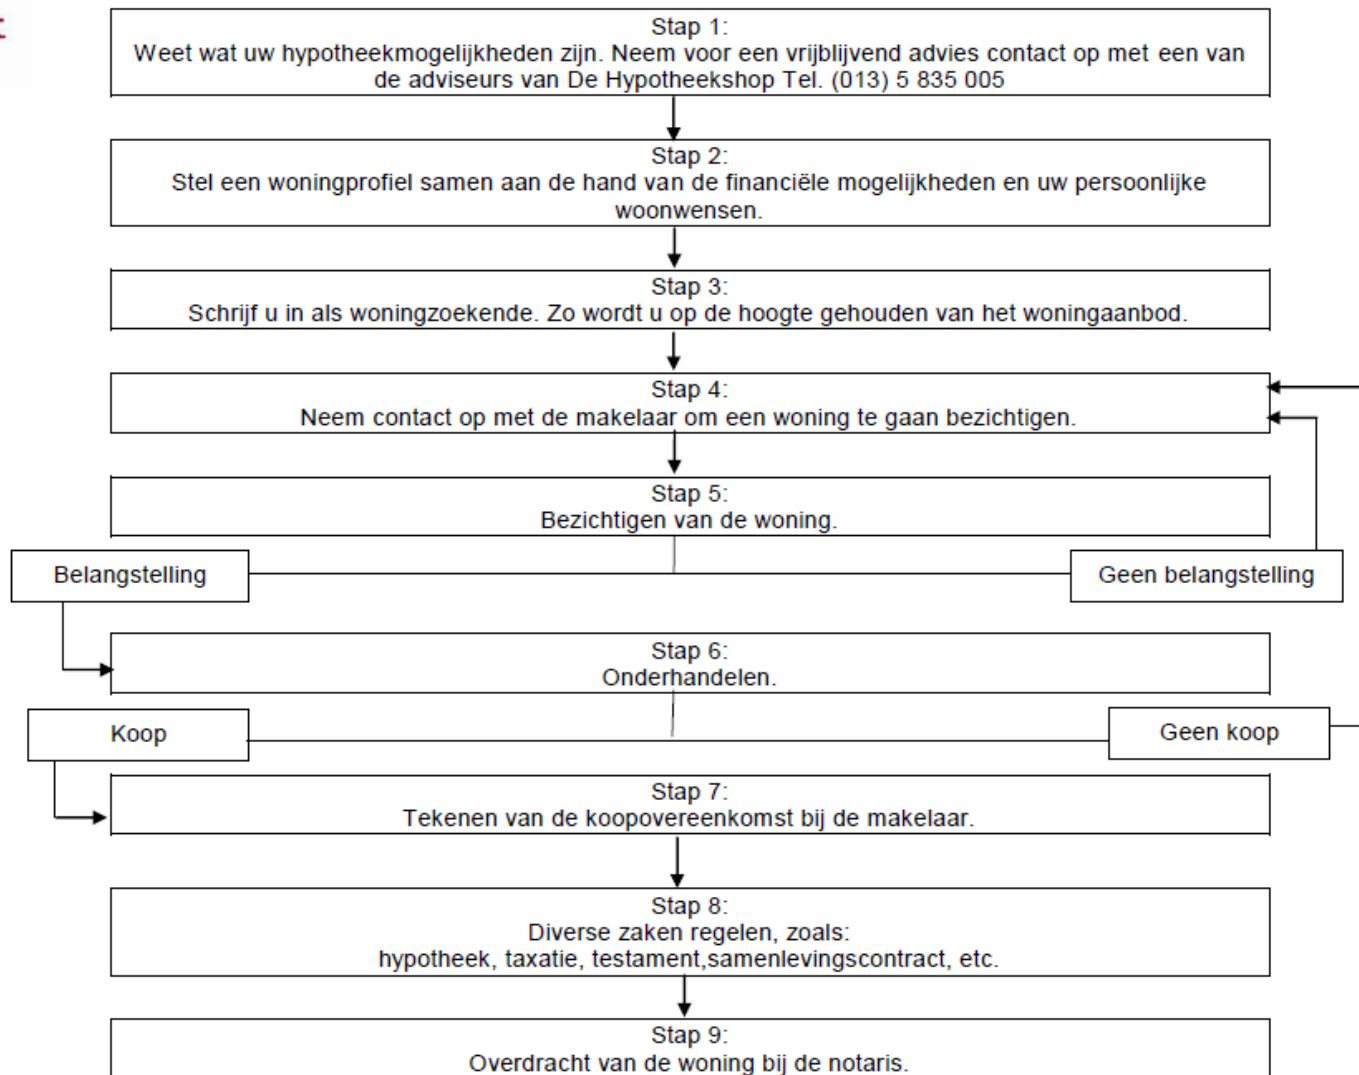 Stap 1:
Weet wat uw hypotheekmogelijkheden zijn. Neem voor een vrijblijvend advies contact op met een van
de adviseurs van De Hypotheekshop Tel. (013) 5 835 005
Stap 2:
Stel een woningprofiel samen aan de hand van de financiële mogelijkheden en uw persoonlijke
woonwensen.
Stap 3:
Schrijf u in als woningzoekende. Zo wordt u op de hoogte gehouden van het woningaanbod.
Stap 4:
Neem contact op met de makelaar om een woning te gaan bezichtigen.
Stap 5:
Bezichtigen van de woning.
Belangstelling
Geen belangstelling
Stap 6:
Onderhandelen.
Koop
Geen koop
Stap 7:
Tekenen van de koopovereenkomst bij de makelaar.
Stap 8:
Diverse zaken regelen, zoals:
hypotheek, taxatie, testament,samenlevingscontract, etc.
Stap 9:
Overdracht van de woning bij de notaris.